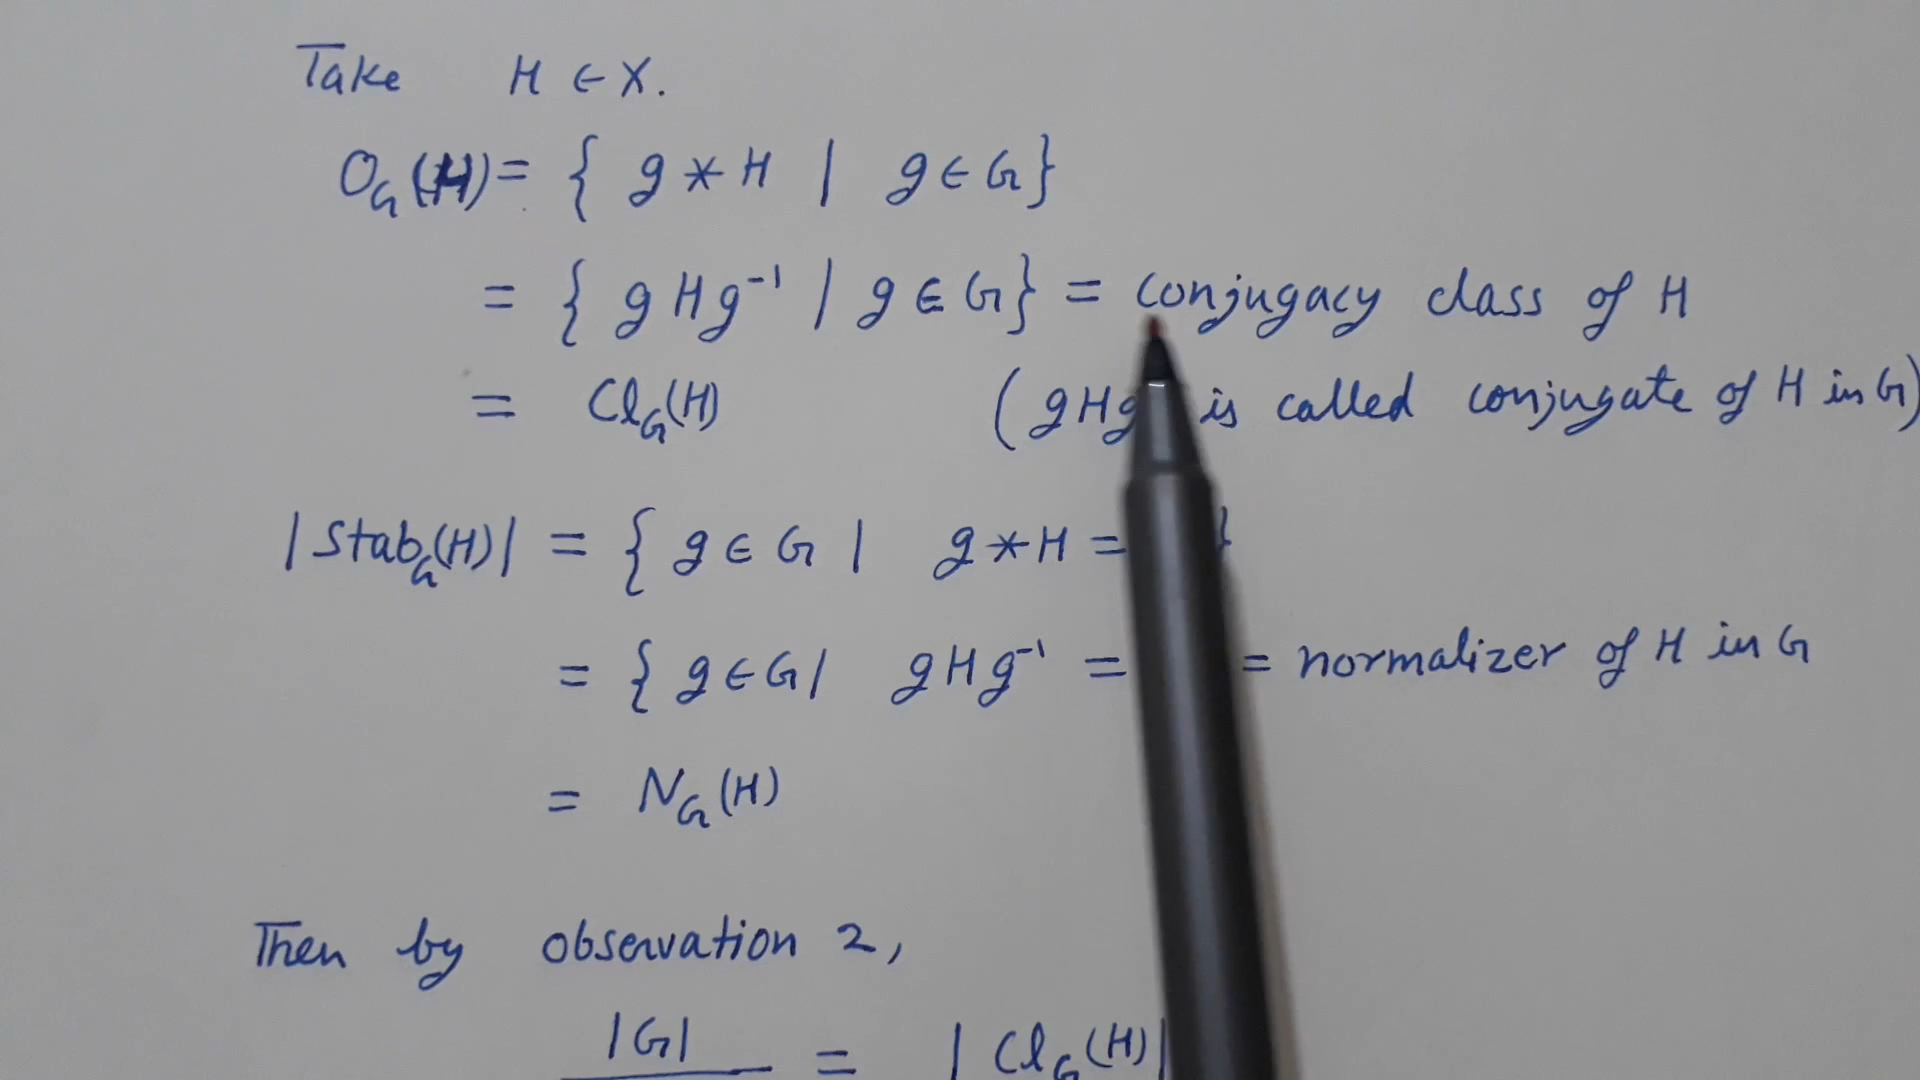 Take H ∈ X.
O_G(H) = { g * H | g ∈ G}
= { g H g⁻¹ | g ∈ G} = conjugacy class of H
= Cl_G(H) (gHg is called conjugate of H in G)
|Stab_G(H)| = { g ∈ G | g * H = }
= { g ∈ G | g H g⁻¹ = = normalizer of H in G
= N_G(H)
Then by observation 2,
|G| = | Cl_G(H)|